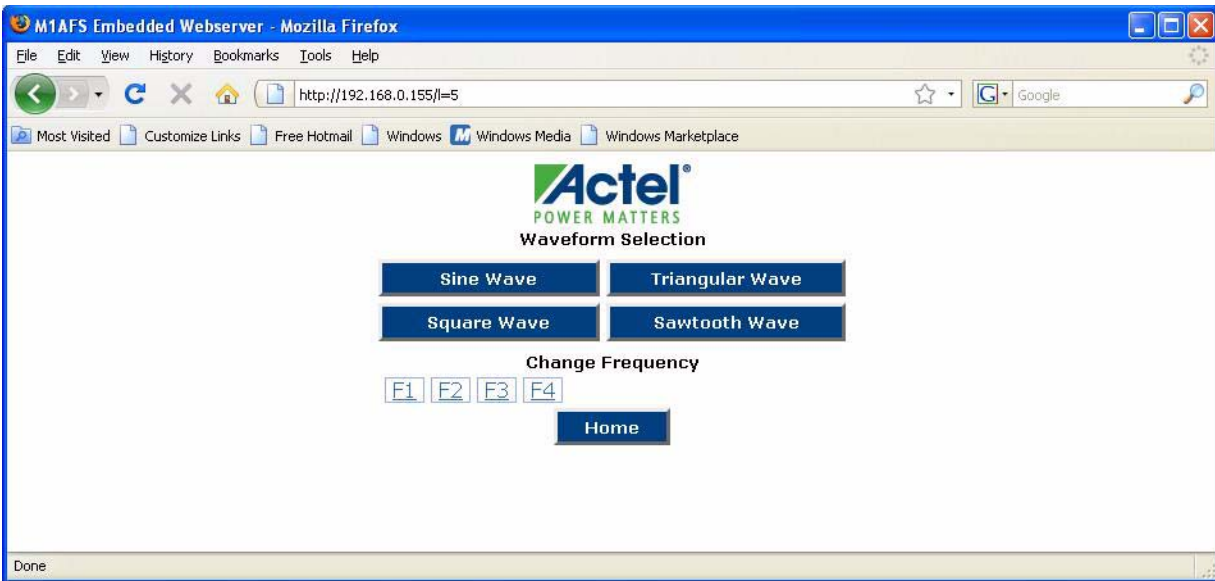 M1AFS Embedded Webserver - Mozilla Firefox
File Edit View History Bookmarks Tools Help
http://192.168.0.155/l=5
G Google
Most Visited Customize Links Free Hotmail Windows Windows Media Windows Marketplace
Actel®
POWER MATTERS
Waveform Selection
Sine Wave Triangular Wave
Square Wave Sawtooth Wave
Change Frequency
F1 F2 F3 F4
Home
Done